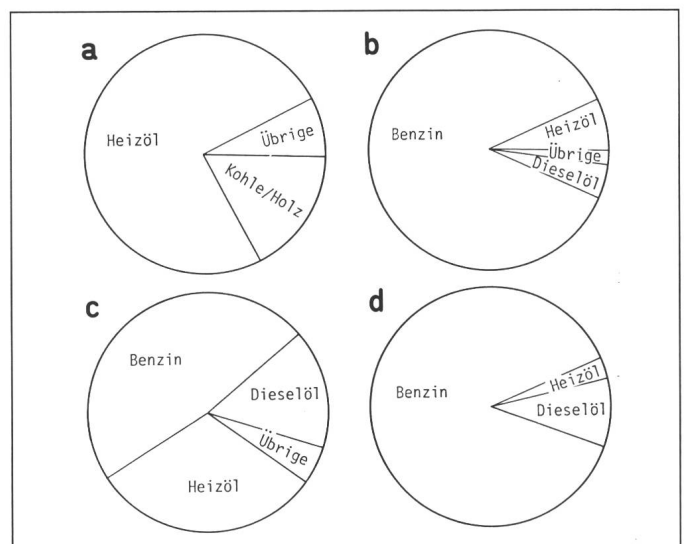 a
Heizöl
Übrige
Kohle/Holz
b
Benzin
Heizöl
Übrige
Dieselöl
c
Benzin
Dieselöl
Übrige
Heizöl
d
Benzin
Heizöl
Dieselöl